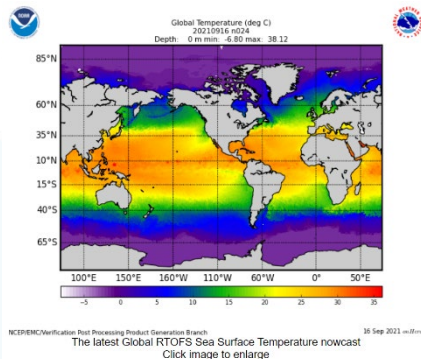 NOAA
Global Temperature (deg C)
20210916 n024
Depth: 0 m min: -6.80 max: 38.12
85°N
60°N
35°N
10°N
15°S
40°S
65°S
100°E 150°E 160°W 110°W 60°W 0° 50°E
−5 0 5 10 15 20 25 30 35
NCEP/EMC/Verification Post Processing Product Generation Branch
16 Sep 2021
The latest Global RTOFS Sea Surface Temperature nowcast
Click image to enlarge